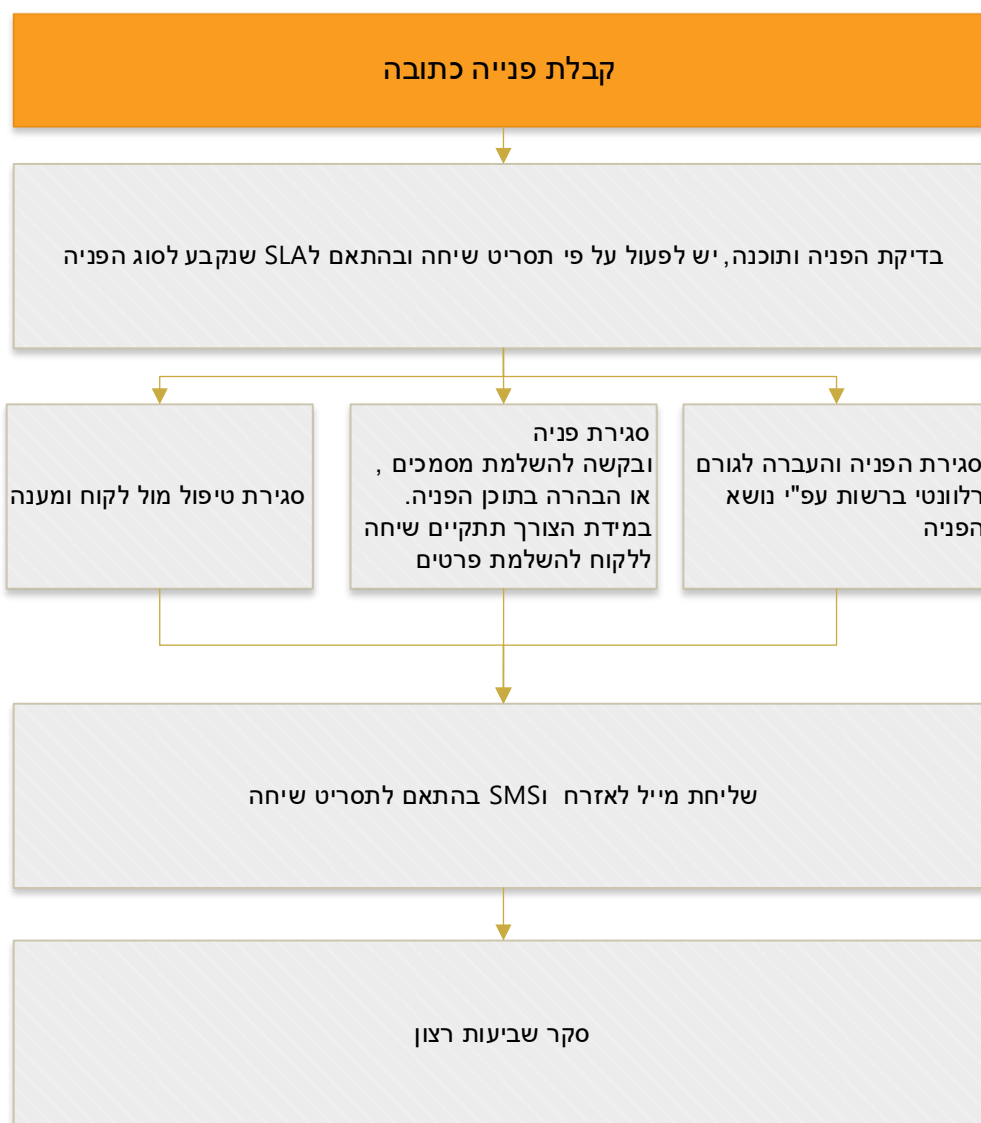 קבלת פנייה כתובה
בדיקת הפניה ותוכנה, יש לפעול על פי תסריט שיחה ובהתאם לSLA שנקבע לסוג הפניה
סגירת הפניה והעברה לגורם
רלוונטי ברשות עפ"י נושא
הפניה
סגירת פניה
ובקשה להשלמת מסמכים ,
או הבהרה בתוכן הפניה.
במידת הצורך תתקיים שיחה
ללקוח להשלמת פרטים
סגירת טיפול מול לקוח ומענה
שליחת מייל לאזרח  וSMS בהתאם לתסריט שיחה
סקר שביעות רצון